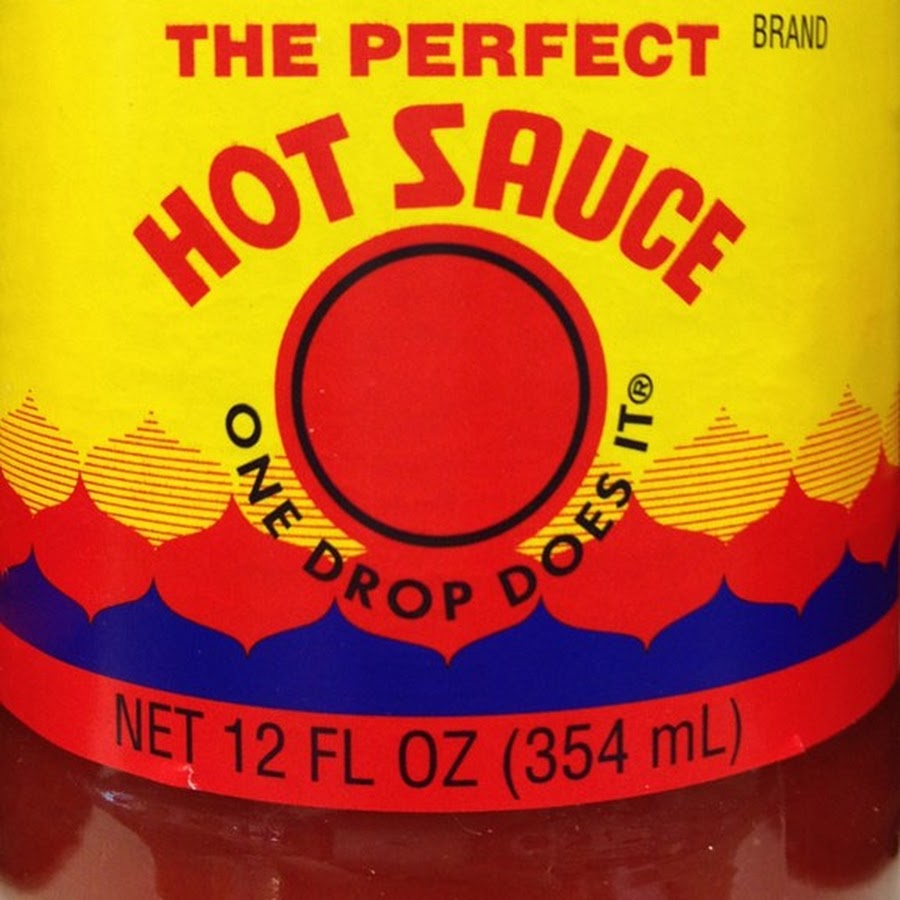 THE PERFECT BRAND
HOT SAUCE
ONE DROP DOES IT®
NET 12 FL OZ (354 mL)